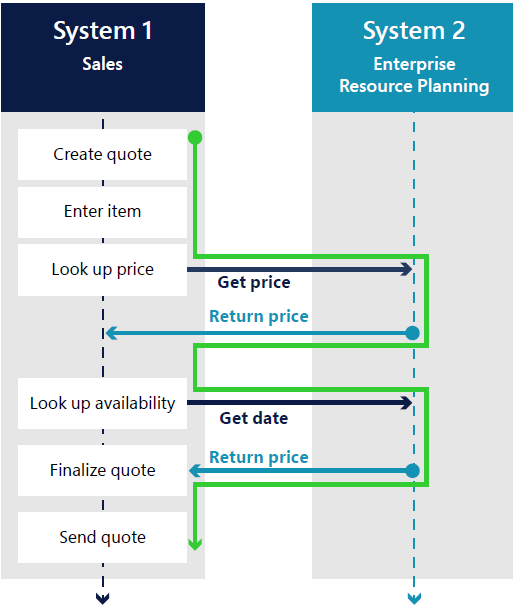 System 1
Sales
System 2
Enterprise
Resource Planning
Create quote
Enter item
Look up price
Get price
Return price
Look up availability
Get date
Return price
Finalize quote
Send quote